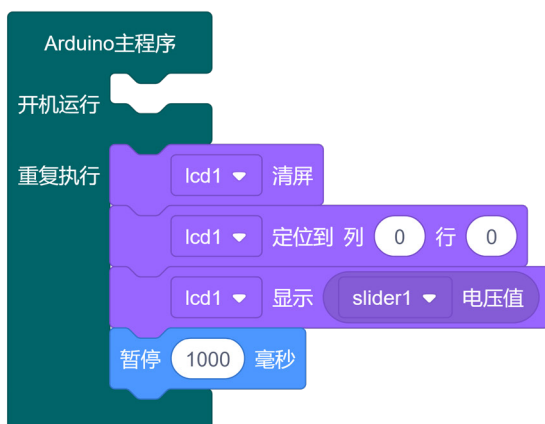 Arduino主程序
开机运行
重复执行 lcd1 清屏
lcd1 定位到 列 0 行 0
lcd1 显示 slider1 电压值
暂停 1000 毫秒